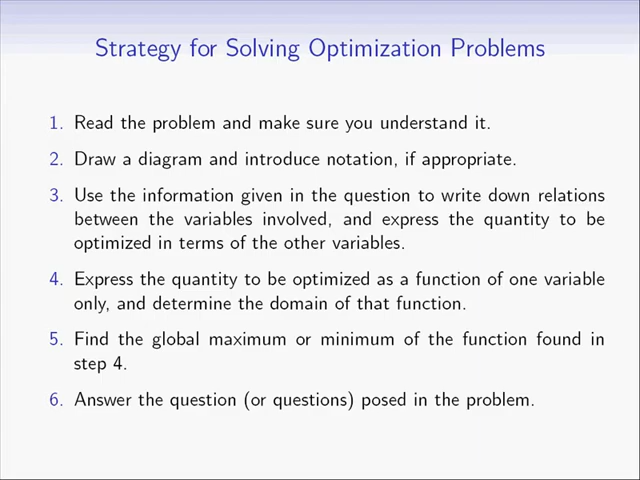 Strategy for Solving Optimization Problems
1. Read the problem and make sure you understand it.
2. Draw a diagram and introduce notation, if appropriate.
3. Use the information given in the question to write down relations
between the variables involved, and express the quantity to be
optimized in terms of the other variables.
4. Express the quantity to be optimized as a function of one variable
only, and determine the domain of that function.
5. Find the global maximum or minimum of the function found in
step 4.
6. Answer the question (or questions) posed in the problem.